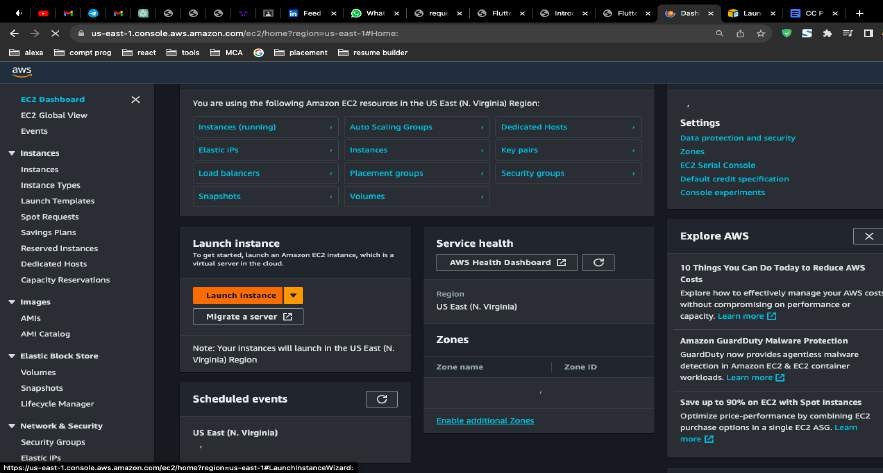 Feed
What
requ
Flutt
Intro
Flutt
Dash
Laun
CC F
us-east-1.console.aws.amazon.com/ec2/home?region=us-east-1#Home:
alexa
compt prog
react
tools
MCA
placement
resume builder
aws
EC2 Dashboard
EC2 Global View
Events
Instances
Instances
Instance Types
Launch Templates
Spot Requests
Savings Plans
Reserved Instances
Dedicated Hosts
Capacity Reservations
Images
AMIs
AMI Catalog
Elastic Block Store
Volumes
Snapshots
Lifecycle Manager
Network & Security
Security Groups
Elastic IPs
https://us-east-1.console.aws.amazon.com/ec2/home?region=us-east-1#LaunchInstanceWizard:
You are using the following Amazon EC2 resources in the US East (N. Virginia) Region:
Instances (running)
Auto Scaling Groups
Dedicated Hosts
Elastic IPs
Instances
Key pairs
Load balancers
Placement groups
Security groups
Snapshots
Volumes
Launch instance
To get started, launch an Amazon EC2 instance, which is a
virtual server in the cloud.
Launch instance
Migrate a server
Note: Your instances will launch in the US East (N.
Virginia) Region
Scheduled events
US East (N. Virginia)
Service health
AWS Health Dashboard
Region
US East (N. Virginia)
Zones
Zone name
Zone ID
Enable additional Zones
Settings
Data protection and security
Zones
EC2 Serial Console
Default credit specification
Console experiments
Explore AWS
10 Things You Can Do Today to Reduce AWS
Costs
Explore how to effectively manage your AWS costs
without compromising on performance or
capacity. Learn more
Amazon GuardDuty Malware Protection
GuardDuty now provides agentless malware
detection in Amazon EC2 & EC2 container
workloads. Learn more
Save up to 90% on EC2 with Spot Instances
Optimize price-performance by combining EC2
purchase options in a single EC2 ASG. Learn
more